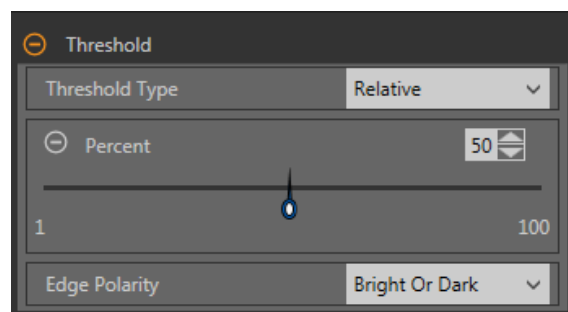 Threshold
Threshold Type Relative
Percent 50
1 100
Edge Polarity Bright Or Dark